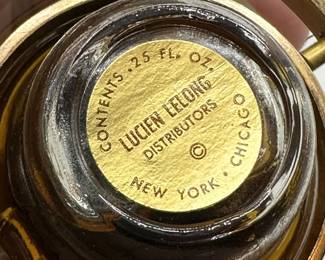 CONTENTS .25 FL. OZ.
LUCIEN LELONG
DISTRIBUTORS
©
NEW YORK • CHICAGO